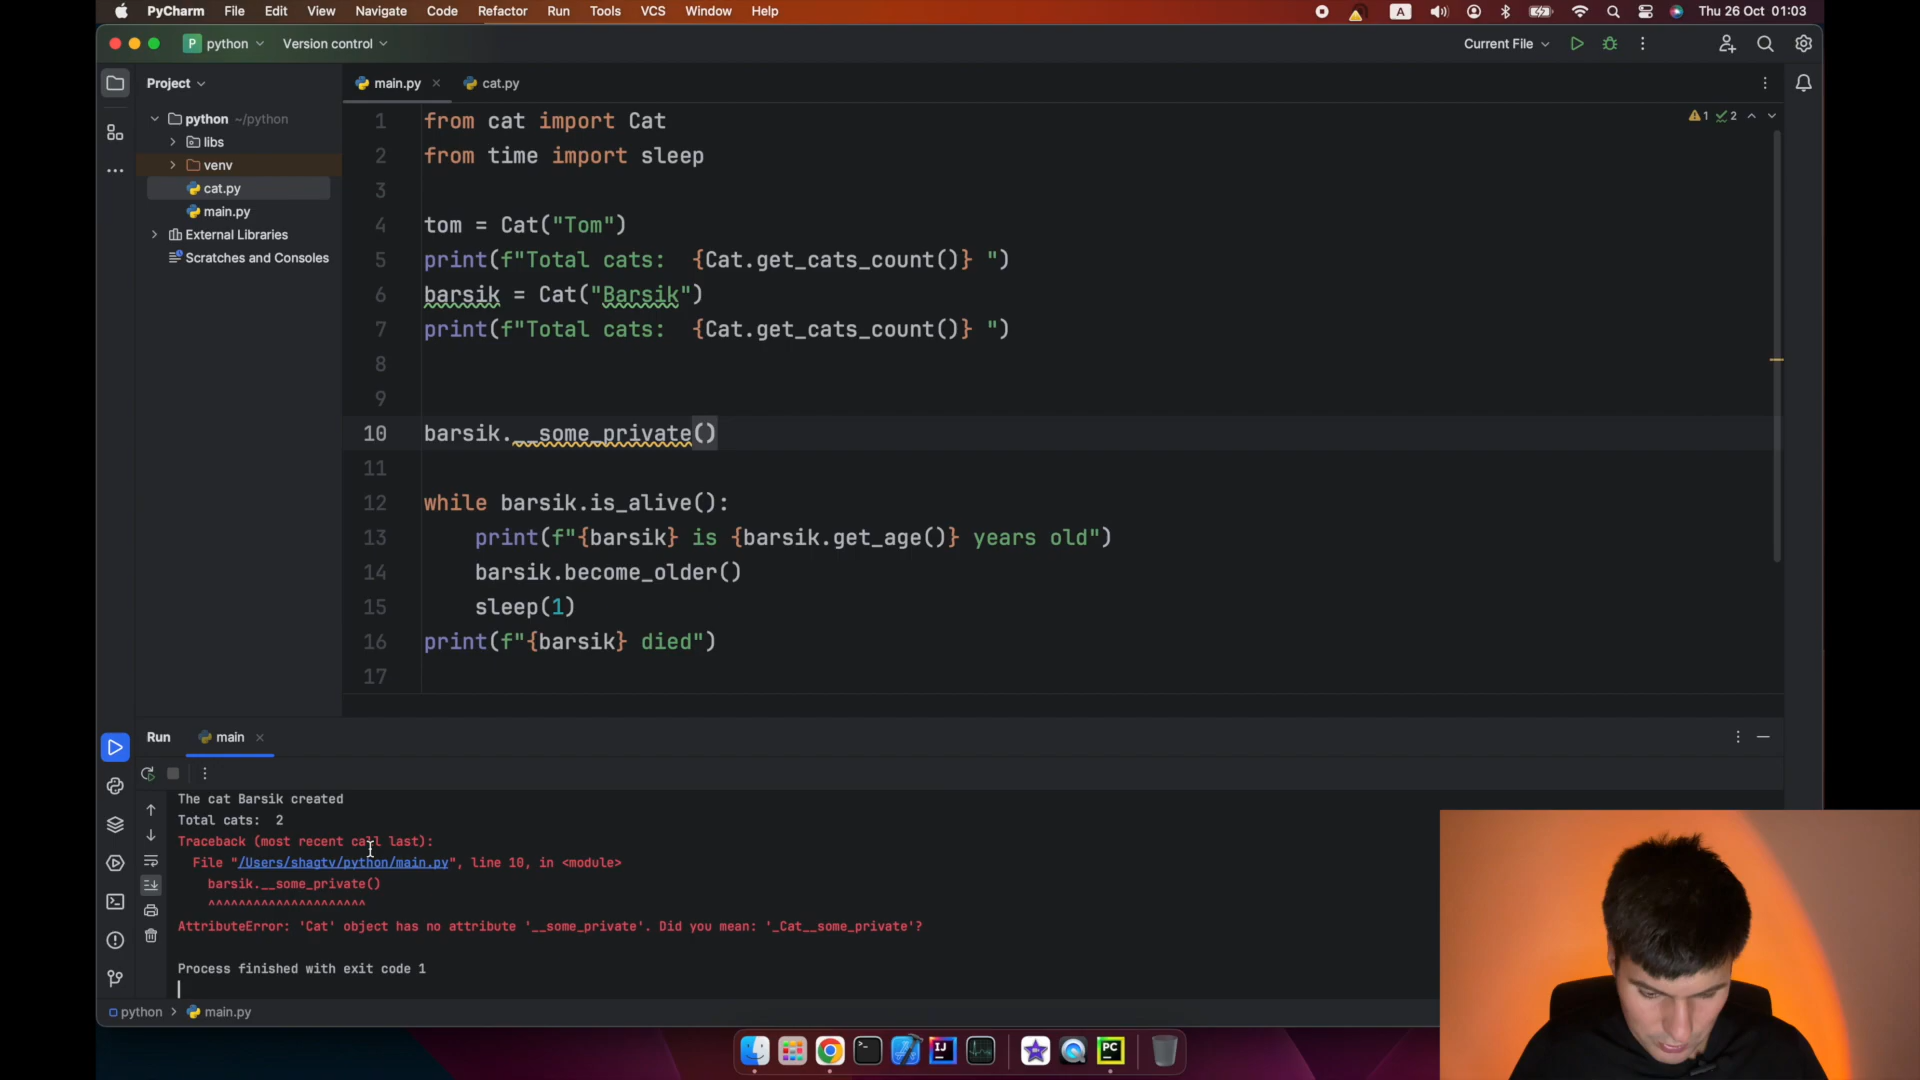 PyCharm File Edit View Navigate Code Refactor Run Tools VCS Window Help A Thu 26 Oct 01:03
P python Version control Current File
Project main.py cat.py
python ~/python
libs
venv
cat.py
main.py
External Libraries
Scratches and Consoles
1 2
1 from cat import Cat
2 from time import sleep
3
4 tom = Cat("Tom")
5 print(f"Total cats:  {Cat.get_cats_count()} ")
6 barsik = Cat("Barsik")
7 print(f"Total cats:  {Cat.get_cats_count()} ")
8
9
10 barsik.__some_private()
11
12 while barsik.is_alive():
13 print(f"{barsik} is {barsik.get_age()} years old")
14 barsik.become_older()
15 sleep(1)
16 print(f"{barsik} died")
17
Run main
The cat Barsik created
Total cats:  2
Traceback (most recent call last):
File "/Users/shagtv/python/main.py", line 10, in <module>
barsik.__some_private()
^^^^^^^^^^^^^^^^^^^^^
AttributeError: 'Cat' object has no attribute '__some_private'. Did you mean: '_Cat__some_private'?
Process finished with exit code 1
python > main.py
IJ PC